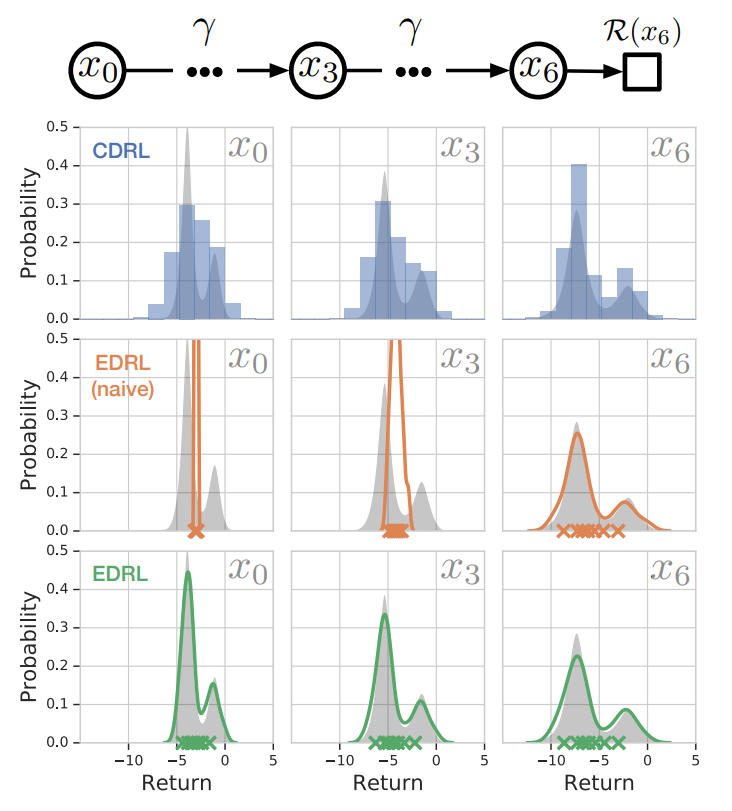 γ γ R(x6)
x0 ••• x3 ••• x6
0.5
CDRL x0 x3 x6
0.4
0.3
0.2
0.1
0.0
Probability
0.5
EDRL x0 x3 x6
(naive)
0.4
0.3
0.2
0.1
0.0
Probability
0.5
EDRL x0 x3 x6
0.4
0.3
0.2
0.1
0.0
Probability
−10 −5 0 5 −10 −5 0 5 −10 −5 0 5
Return Return Return